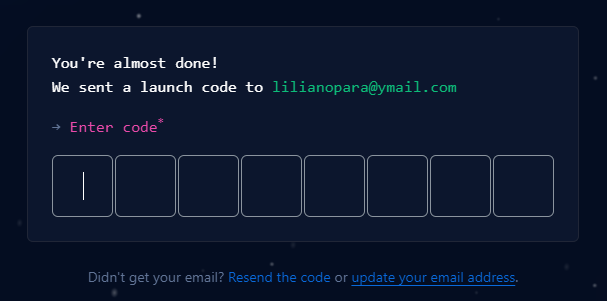 You're almost done!
We sent a launch code to lilianopara@ymail.com
→ Enter code*
Didn't get your email? Resend the code or update your email address.